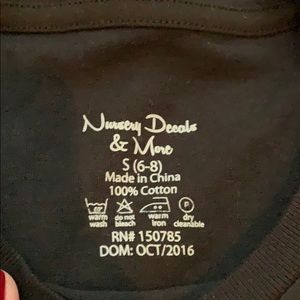 Nursery Decals
& More
S (6-8)
Made in China
100% Cotton
warm wash do not bleach warm iron P dry cleanable
RN# 150785
DOM: OCT/2016